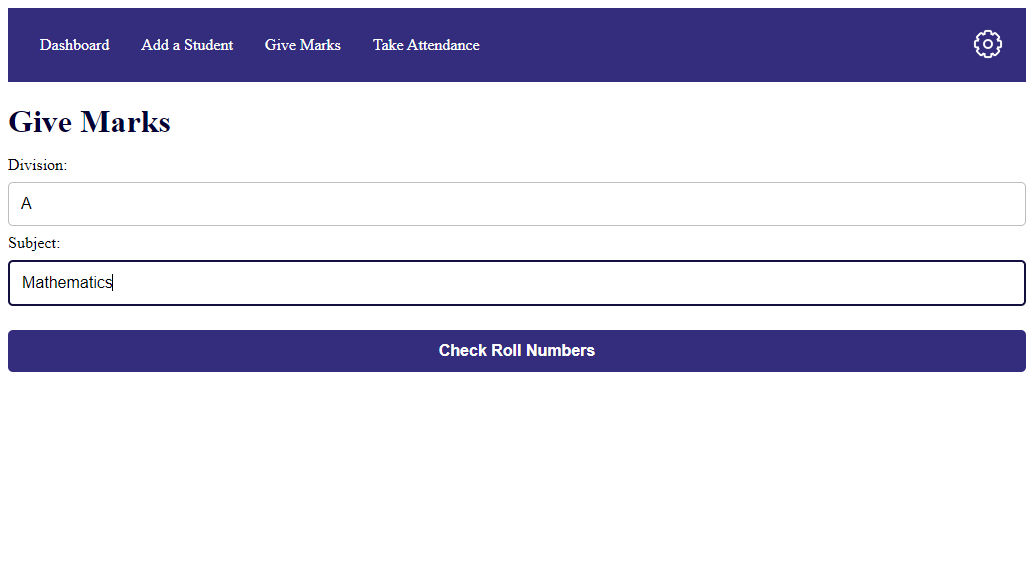 Dashboard Add a Student Give Marks Take Attendance
Give Marks
Division:
A
Subject:
Mathematics
Check Roll Numbers